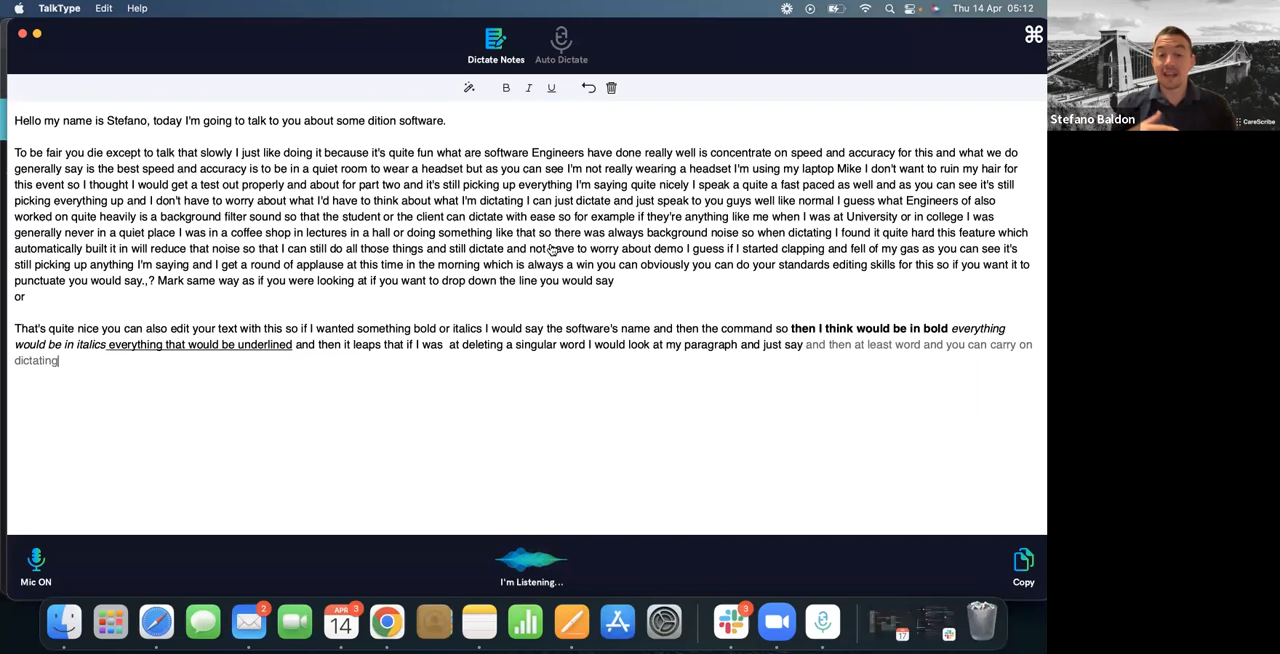 TalkType Edit Help Thu 14 Apr 05:12
Dictate Notes Auto Dictate
B I U
Hello my name is Stefano, today I'm going to talk to you about some dition software.
To be fair you die except to talk that slowly I just like doing it because it's quite fun what are software Engineers have done really well is concentrate on speed and accuracy for this and what we do
generally say is the best speed and accuracy is to be in a quiet room to wear a headset but as you can see I'm not really wearing a headset I'm using my laptop Mike I don't want to ruin my hair for
this event so I thought I would get a test out properly and about for part two and it's still picking up everything I'm saying quite nicely I speak a quite a fast paced as well and as you can see it's still
picking everything up and I don't have to worry about what I'd have to think about what I'm dictating I can just dictate and just speak to you guys well like normal I guess what Engineers of also
worked on quite heavily is a background filter sound so that the student or the client can dictate with ease so for example if they're anything like me when I was at University or in college I was
generally never in a quiet place I was in a coffee shop in lectures in a hall or doing something like that so there was always background noise so when dictating I found it quite hard this feature which
automatically built it in will reduce that noise so that I can still do all those things and still dictate and not have to worry about demo I guess if I started clapping and fell of my gas as you can see it's
still picking up anything I'm saying and I get a round of applause at this time in the morning which is always a win you can obviously you can do your standards editing skills for this so if you want it to
punctuate you would say.,? Mark same way as if you were looking at if you want to drop down the line you would say
or
That's quite nice you can also edit your text with this so if I wanted something bold or italics I would say the software's name and then the command so then I think would be in bold everything
would be in italics everything that would be underlined and then it leaps that if I was at deleting a singular word I would look at my paragraph and just say and then at least word and you can carry on
dictating
Mic ON
I'm Listening...
Copy
2
APR 3
14
3
17
Stefano Baldon
CareScribe